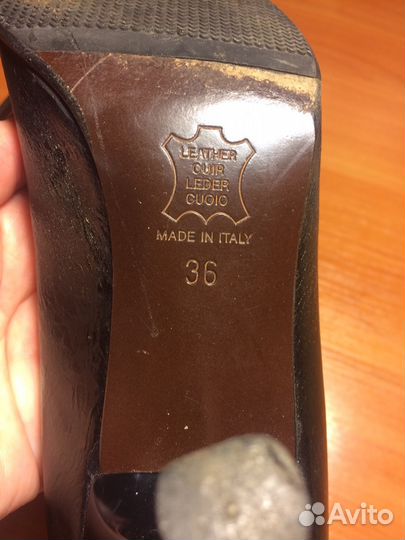 LEATHER
CUIR
LEDER
CUOIO
MADE IN ITALY
36
Avito